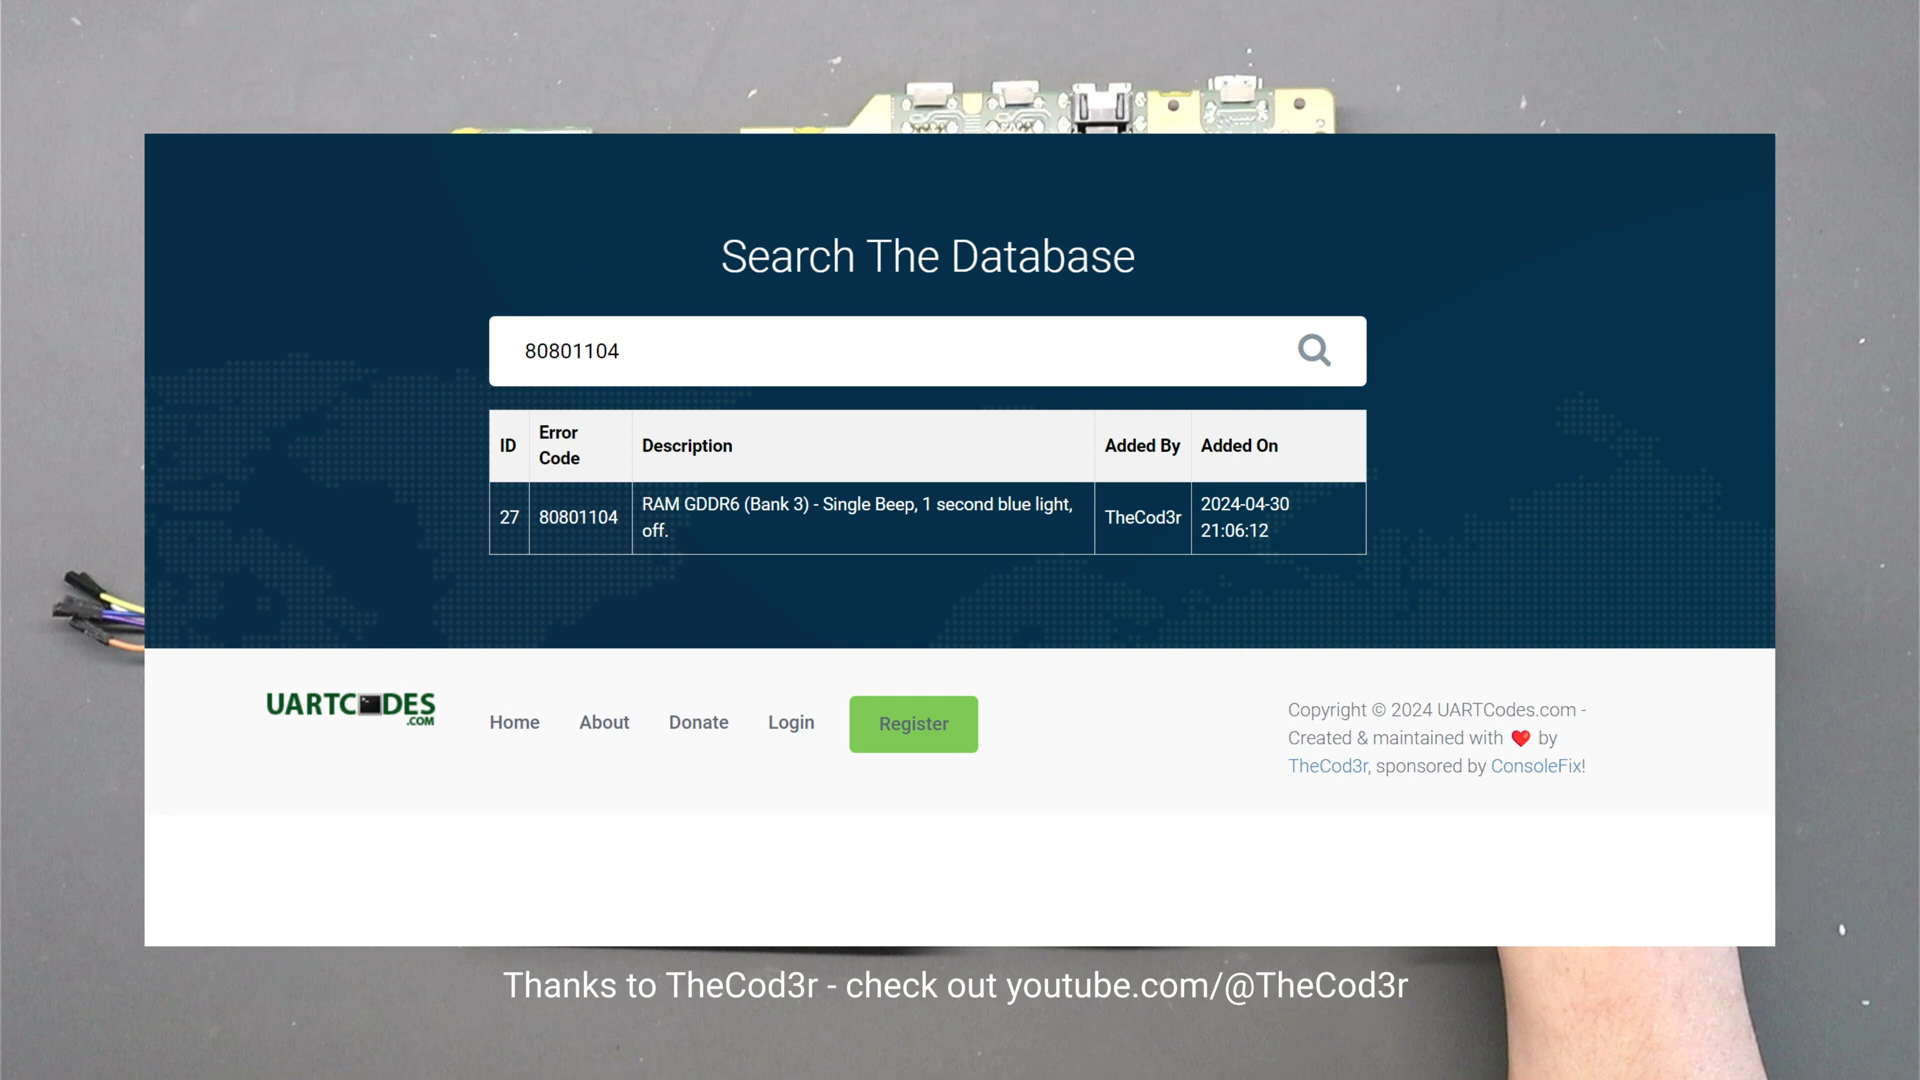 Search The Database
80801104
ID Error Code Description Added By Added On
27 80801104 RAM GDDR6 (Bank 3) - Single Beep, 1 second blue light, off. TheCod3r 2024-04-30 21:06:12
UARTCODES.COM
Home About Donate Login Register
Copyright © 2024 UARTCodes.com -
Created & maintained with ❤️ by
TheCod3r, sponsored by ConsoleFix!
Thanks to TheCod3r - check out youtube.com/@TheCod3r